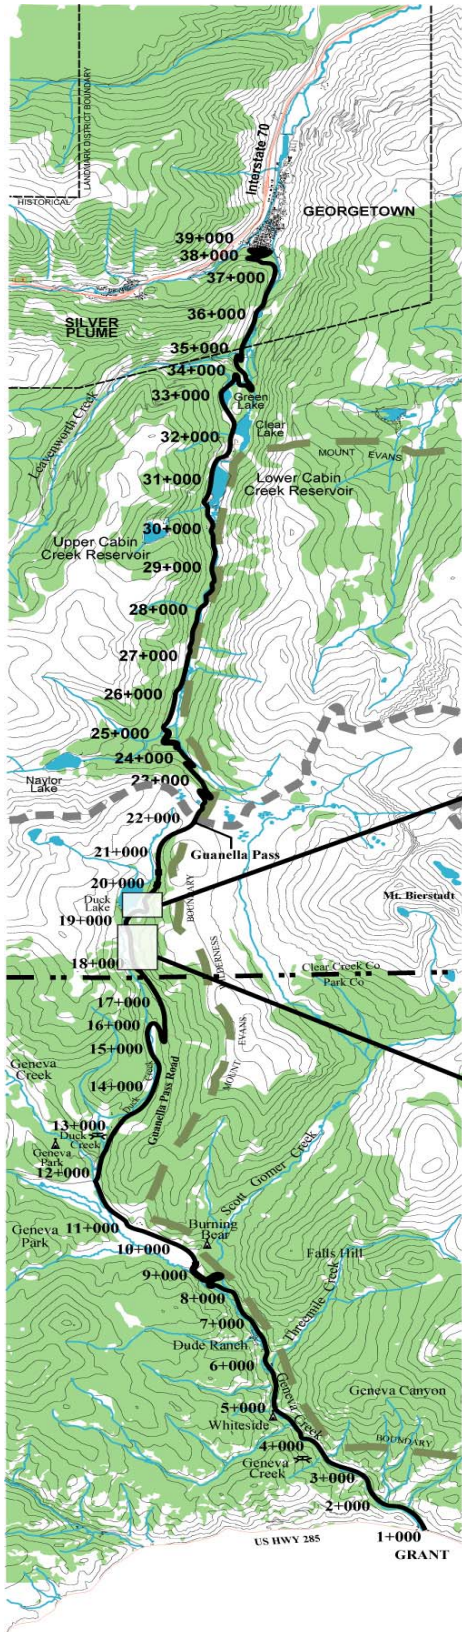 LANDMARK DISTRICT BOUNDARY
Interstate 70
HISTORICAL
GEORGETOWN
39+000
38+000
37+000
36+000
SILVER
PLUME
35+000
34+000
33+000
Green
Lake
Clear
Lake
32+000
MOUNT EVANS
Leavenworth Creek
31+000
Lower Cabin
Creek Reservoir
30+000
Upper Cabin
Creek Reservoir
29+000
28+000
27+000
26+000
25+000
24+000
23+000
Naylor
Lake
22+000
Guanella Pass
21+000
20+000
Duck
Lake
BOUNDARY
Mt. Bierstadt
19+000
18+000
WILDERNESS
Clear Creek Co
Park Co
17+000
16+000
15+000
EVANS
MOUNT
Geneva
Creek
14+000
Duck Creek
Guanella Pass Road
13+000
Duck
Creek
Geneva
Park
12+000
Scott Gomer Creek
11+000
Geneva
Park
Burning
Bear
10+000
Falls Hill
9+000
8+000
Threemile Creek
7+000
Dude Ranch
6+000
Geneva Canyon
5+000
Whiteside
Geneva Creek
4+000
BOUNDARY
Geneva
Creek
3+000
2+000
1+000
US HWY 285
GRANT